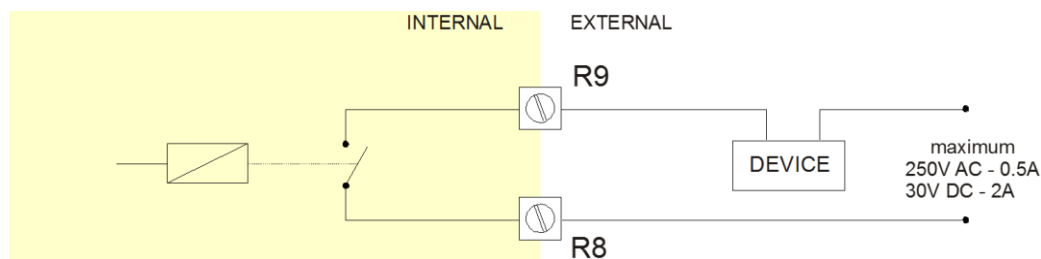 INTERNAL
EXTERNAL
R9
DEVICE
maximum
250V AC - 0.5A
30V DC - 2A
R8